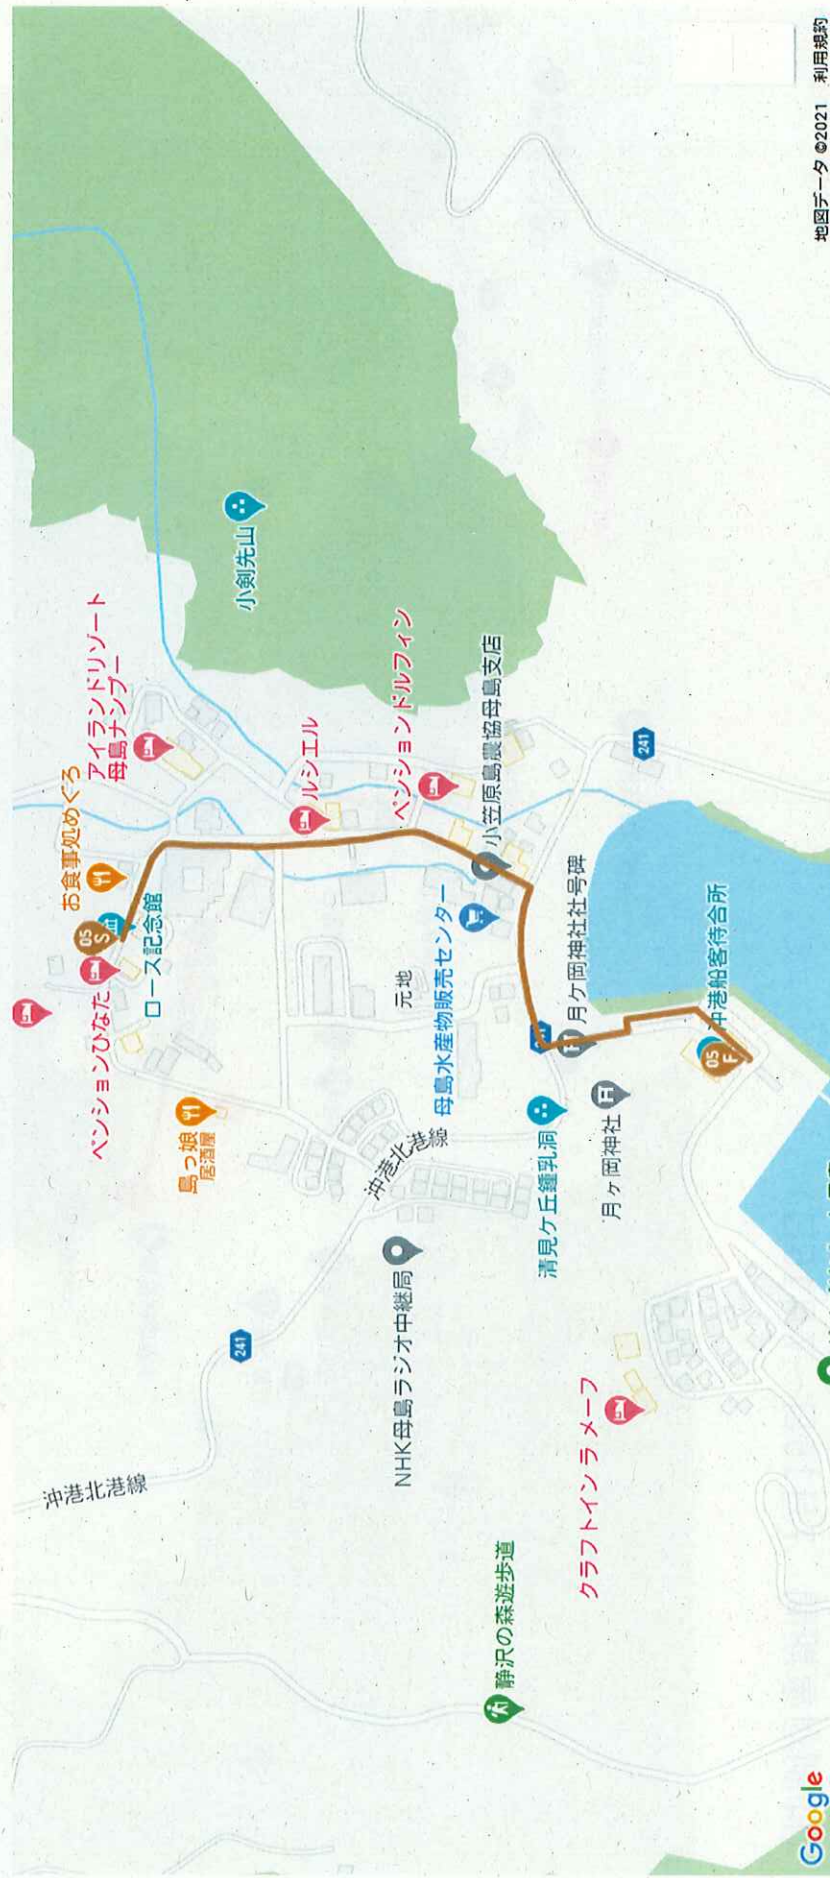 お食事処めぐろ
アイランドリゾート
母島ナンプー
05
S
ロース記念館
ペンションひなた
島っ娘
居酒屋
小剣先山
ルシエル
ペンションドルフィン
小笠原島農協母島支店
元地
母島水産物販売センター
241
月ケ岡神社社号碑
沖港船客待合所
05
F
清見ケ丘鍾乳洞
月ヶ岡神社
沖港北港線
241
沖港北港線
NHK母島ラジオ中継局
クラフトイン ラ メーフ
静沢の森遊歩道
Google
地図データ ©2021
利用規約